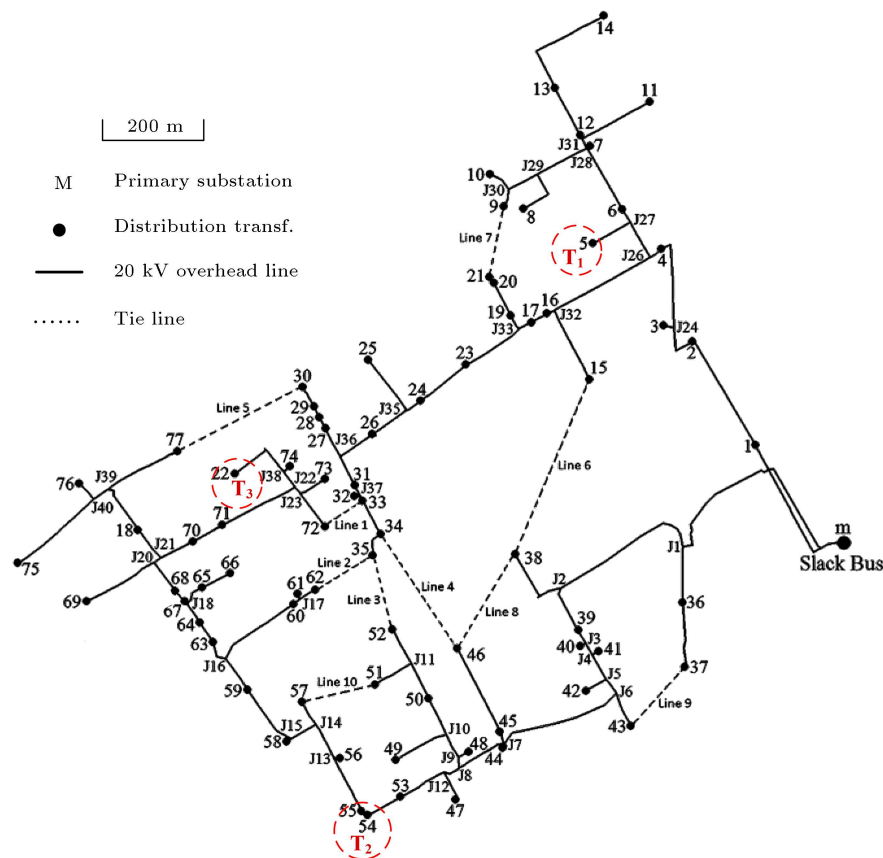 14
13
11
12
J31
7
J28
10
J29
J30
9
8
6
J27
5
T1
J26
4
Line 7
21
20
16
17
19
J33
J32
3
J24
2
23
15
25
24
J35
26
30
29
28
27
J36
Line 5
77
22
T3
74
J38
J22
73
J23
31
J37
32
33
72
Line 1
34
35
76
J39
J40
18
J21
J20
70
71
75
69
68
67
65
66
J18
64
63
J16
61
62
60
J17
Line 2
Line 3
Line 4
Line 6
Line 8
38
1
m
Slack Bus
J1
J2
36
37
39
J3
40
J4
41
J5
42
J6
43
Line 9
52
46
J11
51
Line 10
57
59
50
45
J7
44
J14
J15
58
J10
49
48
J9
J8
J13
56
J12
47
53
55
54
T2
200 m
M Primary substation
Distribution transf.
20 kV overhead line
Tie line